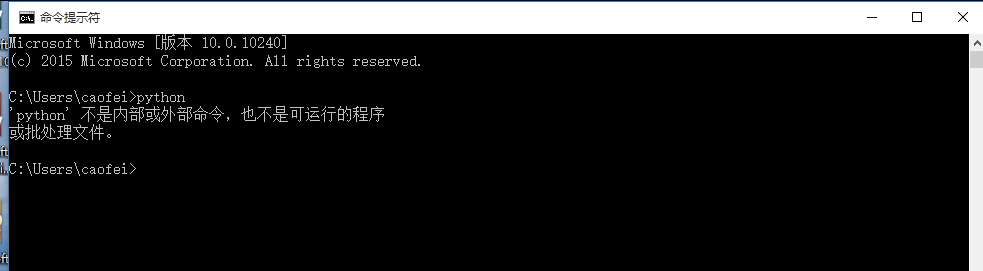 命令提示符
Microsoft Windows [版本 10.0.10240]
(c) 2015 Microsoft Corporation. All rights reserved.
C:\Users\caofei>python
'python' 不是内部或外部命令，也不是可运行的程序
或批处理文件。
C:\Users\caofei>